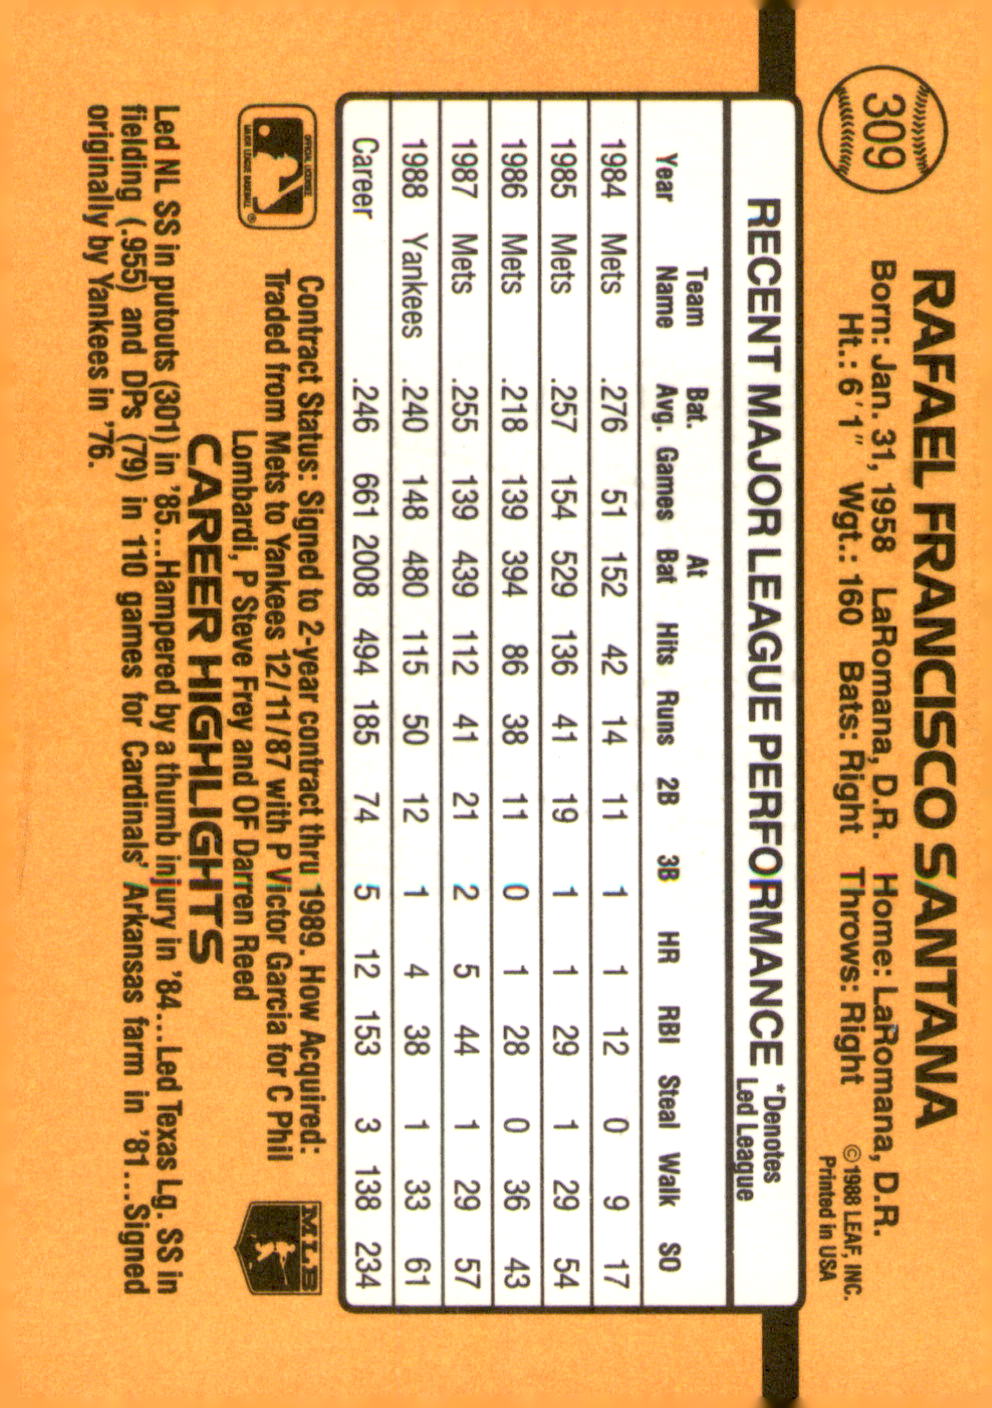 309
RAFAEL FRANCISCO SANTANA
Born: Jan. 31, 1958 LaRomana, D.R. Home: LaRomana, D.R.
Ht.: 6'1" Wgt.: 160 Bats: Right Throws: Right
©1988 LEAF, INC.
Printed in USA
RECENT MAJOR LEAGUE PERFORMANCE *Denotes Led League
Year Team Name Bat. Avg. Games At Bat Hits Runs 2B 3B HR RBI Steal Walk SO
1984 Mets .276 51 152 42 14 11 1 1 12 0 9 17
1985 Mets .257 154 529 136 41 19 1 1 29 1 29 54
1986 Mets .218 139 394 86 38 11 0 1 28 0 36 43
1987 Mets .255 139 439 112 41 21 2 5 44 1 29 57
1988 Yankees .240 148 480 115 50 12 1 4 38 1 33 61
Career .246 661 2008 494 185 74 5 12 153 3 138 234
OFFICIAL LICENSEE
MAJOR LEAGUE BASEBALL ®
Contract Status: Signed to 2-year contract thru 1989. How Acquired:
Traded from Mets to Yankees 12/11/87 with P Victor Garcia for C Phil
Lombardi, P Steve Frey and OF Darren Reed
MLB
CAREER HIGHLIGHTS
Led NL SS in putouts (301) in '85...Hampered by a thumb injury in '84...Led Texas Lg. SS in
fielding (.955) and DPs (79) in 110 games for Cardinals' Arkansas farm in '81...Signed
originally by Yankees in '76.